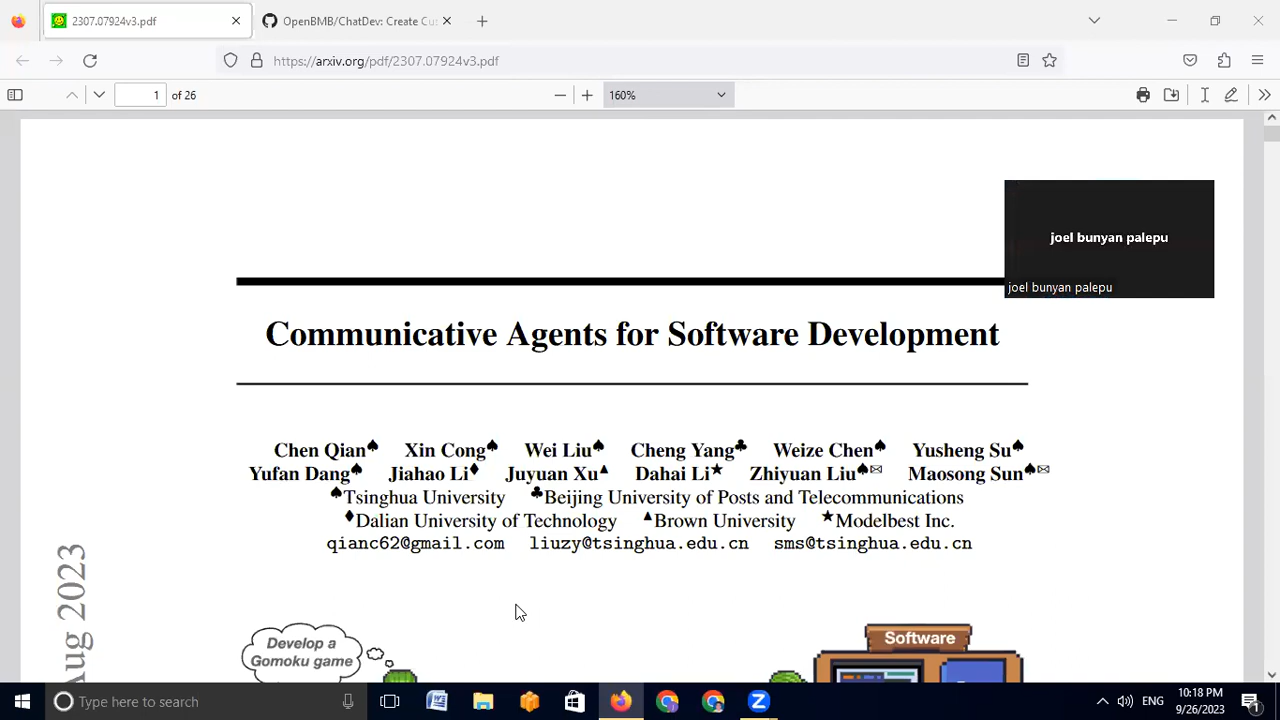 2307.07924v3.pdf
OpenBMB/ChatDev: Create Cus
https://arxiv.org/pdf/2307.07924v3.pdf
1 of 26
160%
joel bunyan palepu
joel bunyan palepu
Communicative Agents for Software Development
Chen Qian♠ Xin Cong♠ Wei Liu♠ Cheng Yang♣ Weize Chen♠ Yusheng Su♠
Yufan Dang♠ Jiahao Li♦ Juyuan Xu▲ Dahai Li★ Zhiyuan Liu♠✉ Maosong Sun♠✉
♠Tsinghua University ♣Beijing University of Posts and Telecommunications
♦Dalian University of Technology ▲Brown University ★Modelbest Inc.
qianc62@gmail.com liuzy@tsinghua.edu.cn sms@tsinghua.edu.cn
Aug 2023
Develop a
Gomoku game
Software
Type here to search
ENG
10:18 PM
9/26/2023
1